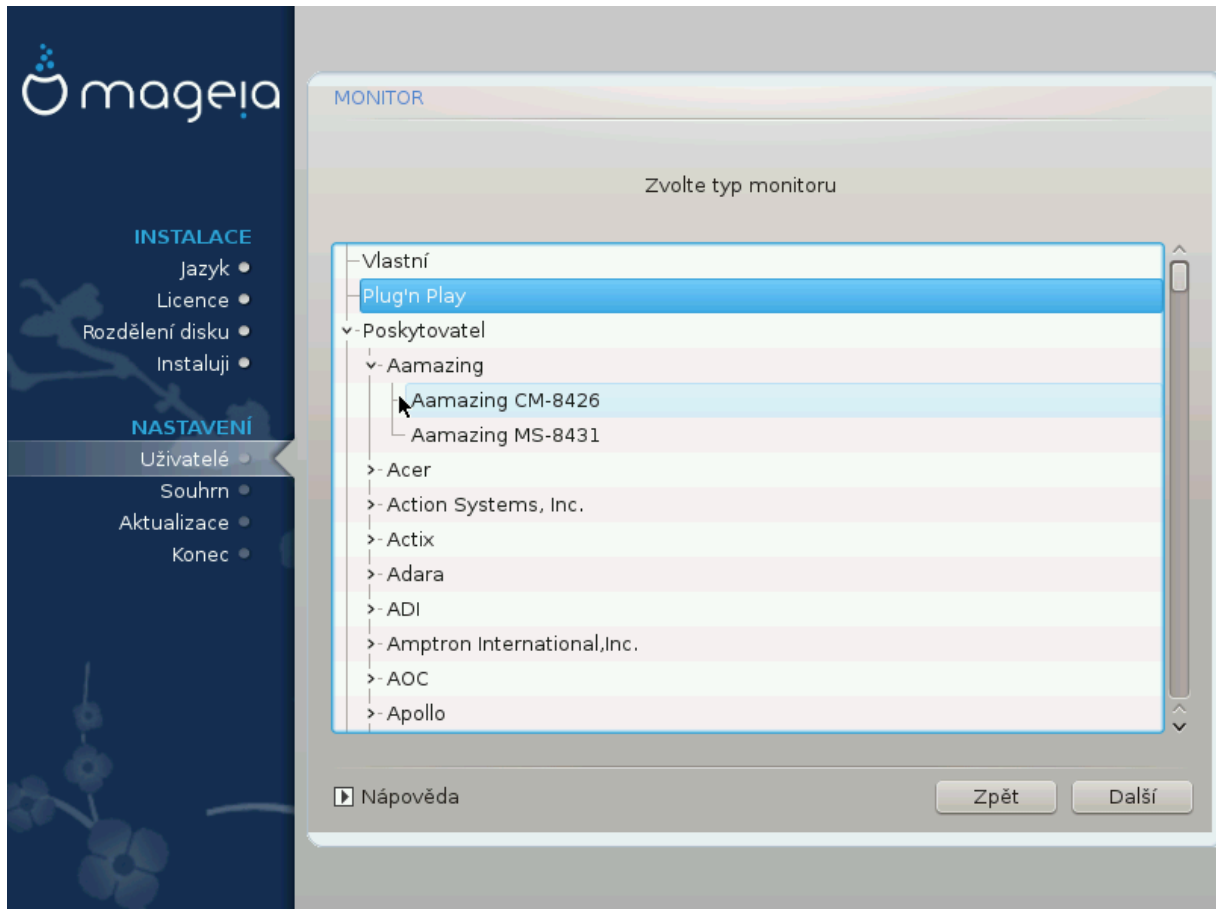 mageia
INSTALACE
Jazyk
Licence
Rozdělení disku
Instaluji
NASTAVENÍ
Uživatelé
Souhrn
Aktualizace
Konec
MONITOR
Zvolte typ monitoru
Vlastní
Plug'n Play
Poskytovatel
Aamazing
Aamazing CM-8426
Aamazing MS-8431
Acer
Action Systems, Inc.
Actix
Adara
ADI
Amptron International,Inc.
AOC
Apollo
Nápověda
Zpět
Další